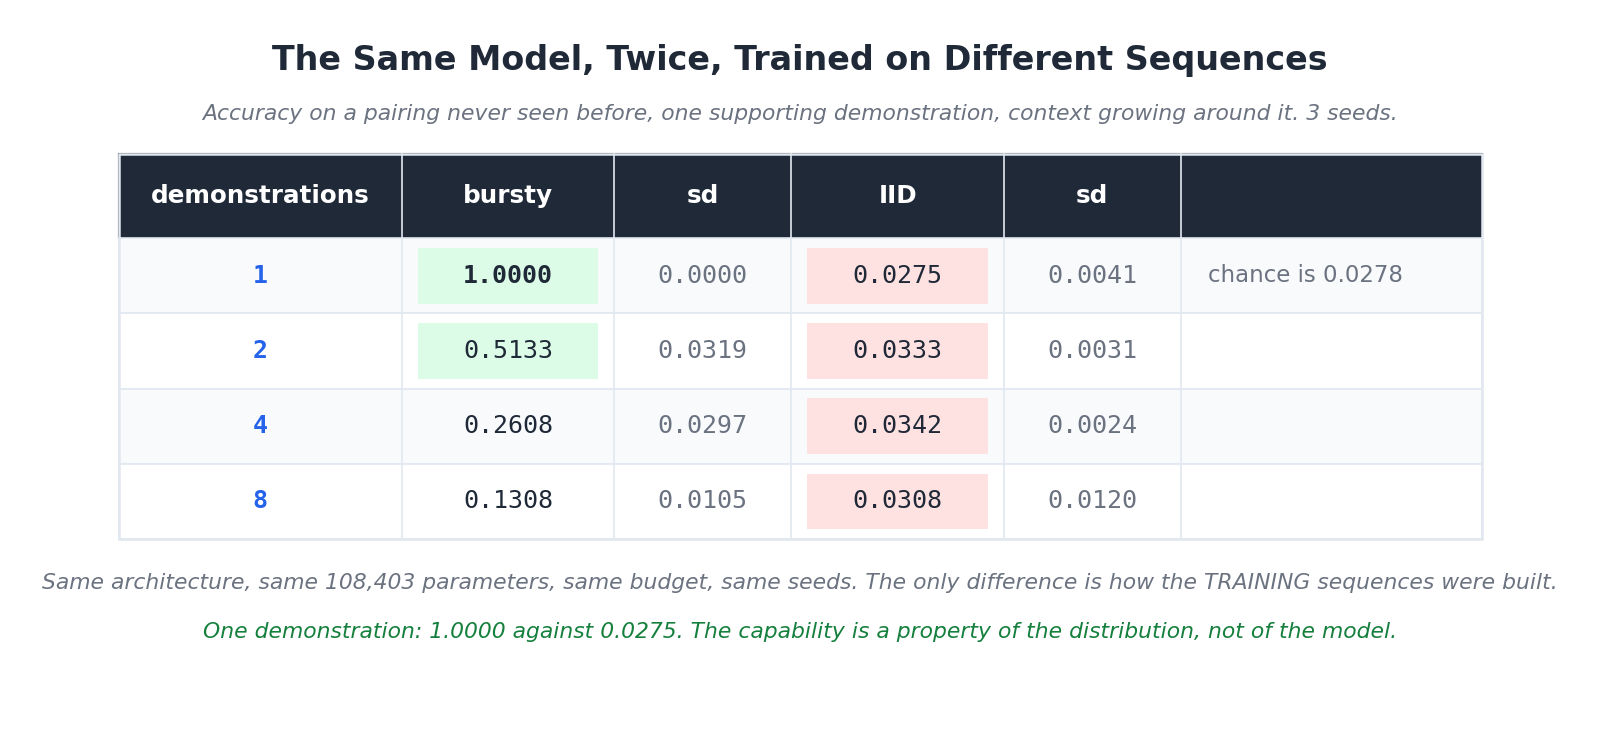 The Same Model, Twice, Trained on Different Sequences
Accuracy on a pairing never seen before, one supporting demonstration, context growing around it. 3 seeds.
demonstrations bursty sd IID sd
1 1.0000 0.0000 0.0275 0.0041 chance is 0.0278
2 0.5133 0.0319 0.0333 0.0031
4 0.2608 0.0297 0.0342 0.0024
8 0.1308 0.0105 0.0308 0.0120
Same architecture, same 108,403 parameters, same budget, same seeds. The only difference is how the TRAINING sequences were built.
One demonstration: 1.0000 against 0.0275. The capability is a property of the distribution, not of the model.